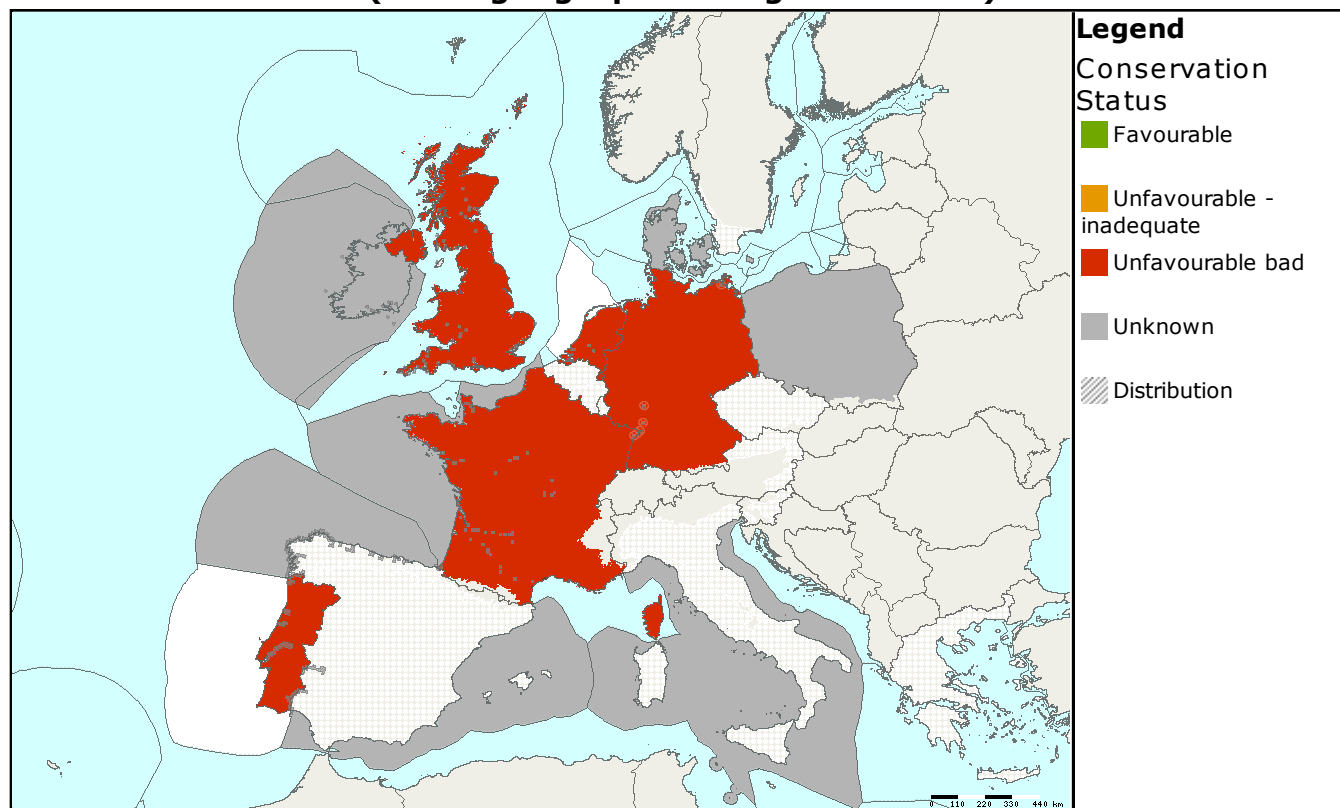 Legend
Conservation
Status
Favourable
Unfavourable -
inadequate
Unfavourable bad
Unknown
Distribution
0 110 220 330 440 km